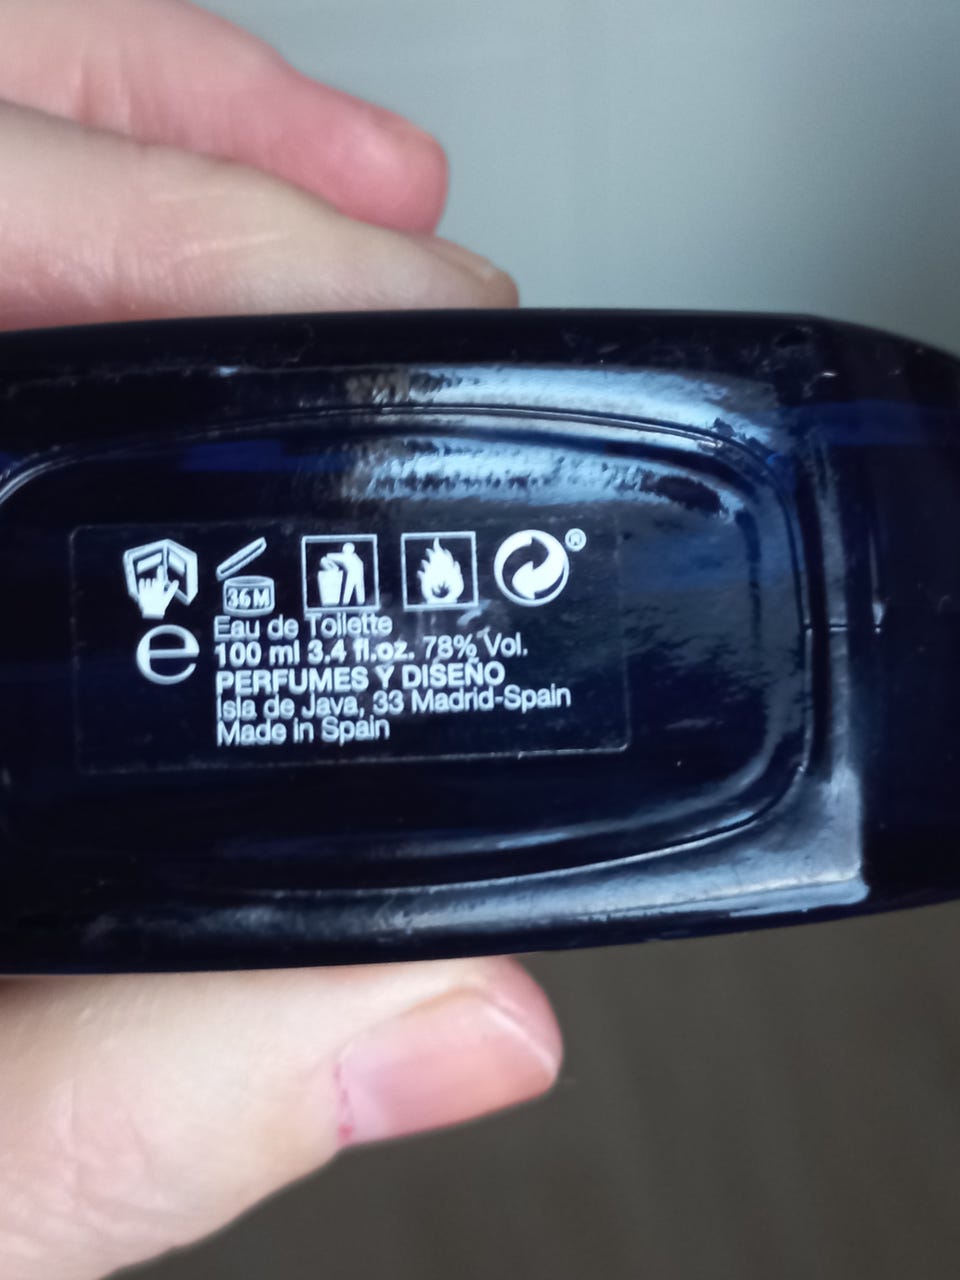 36M
®
e
Eau de Toilette
100 ml 3.4 fl.oz. 78% Vol.
PERFUMES Y DISEÑO
Isla de Java, 33 Madrid-Spain
Made in Spain